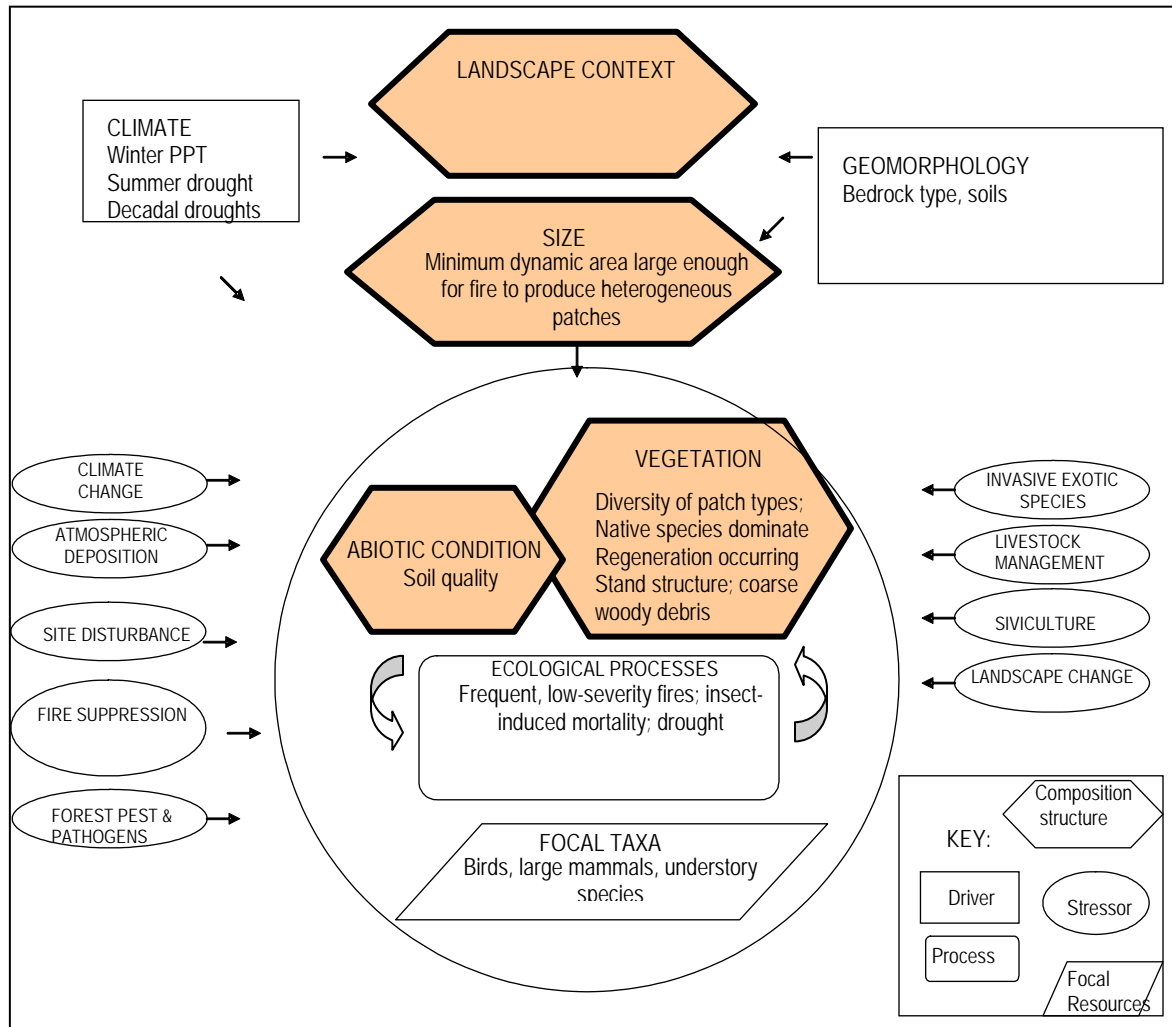 LANDSCAPE CONTEXT
CLIMATE
Winter PPT
Summer drought
Decadal droughts
GEOMORPHOLOGY
Bedrock type, soils
SIZE
Minimum dynamic area large enough
for fire to produce heterogeneous
patches
VEGETATION
Diversity of patch types;
Native species dominate
Regeneration occurring
Stand structure; coarse
woody debris
ABIOTIC CONDITION
Soil quality
ECOLOGICAL PROCESSES
Frequent, low-severity fires; insect-
induced mortality; drought
FOCAL TAXA
Birds, large mammals, understory
species
CLIMATE
CHANGE
ATMOSPHERIC
DEPOSITION
SITE DISTURBANCE
FIRE SUPPRESSION
FOREST PEST &
PATHOGENS
INVASIVE EXOTIC
SPECIES
LIVESTOCK
MANAGEMENT
SIVICULTURE
LANDSCAPE CHANGE
KEY:
Composition
structure
Driver
Stressor
Process
Focal
Resources